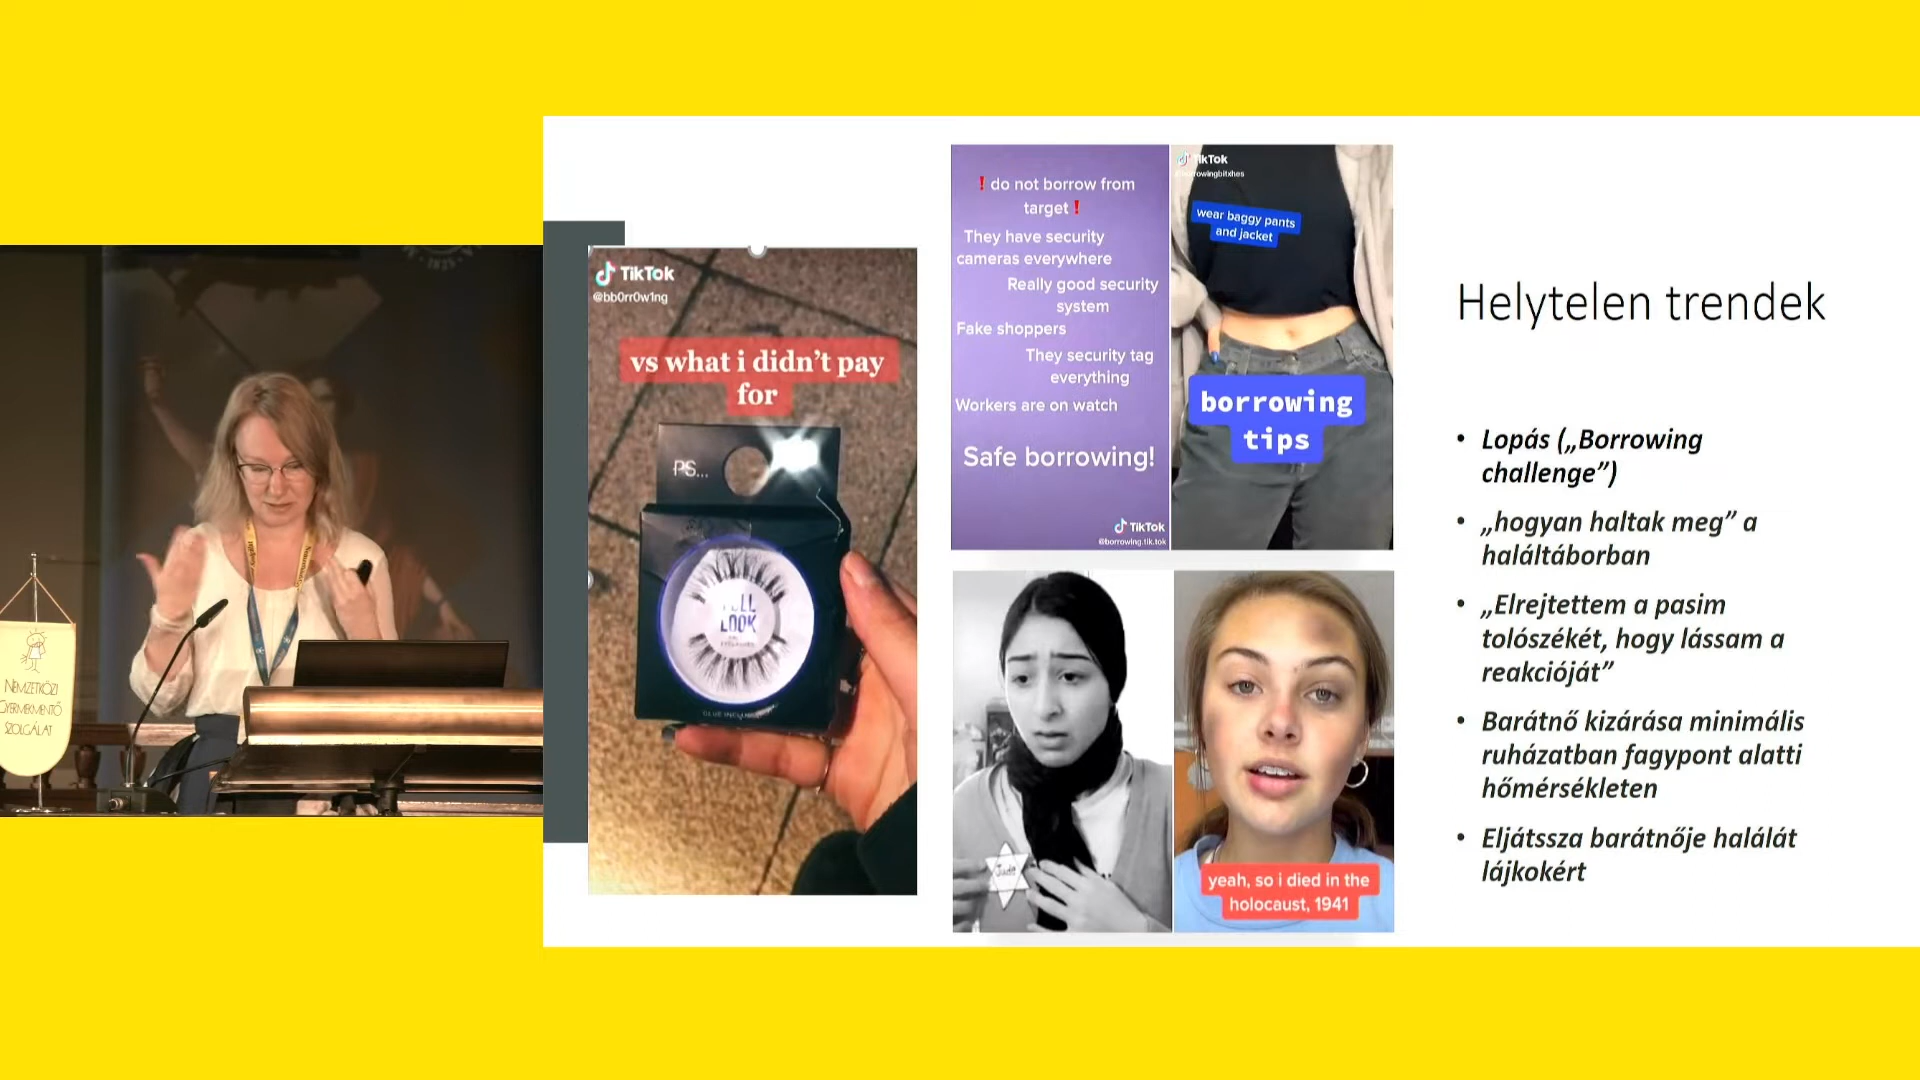 NEMZETKÖZI
GYERMEKMENTŐ
SZOLGÁLAT
TikTok
@bb0rr0w1ng
vs what i didn't pay
for
PS...
FULL
LOOK
❗do not borrow from
target❗
They have security
cameras everywhere
Really good security
system
Fake shoppers
They security tag
everything
Workers are on watch
Safe borrowing!
TikTok
@borrowing.tik.tok
TikTok
wear baggy pants
and jacket
borrowing
tips
Jude
yeah, so i died in the
holocaust, 1941
Helytelen trendek
• Lopás („Borrowing
challenge”)
• „hogyan haltak meg” a
haláltáborban
• „Elrejtettem a pasim
tolószékét, hogy lássam a
reakcióját”
• Barátnő kizárása minimális
ruházatban fagypont alatti
hőmérsékleten
• Eljátssza barátnője halálát
lájkokért